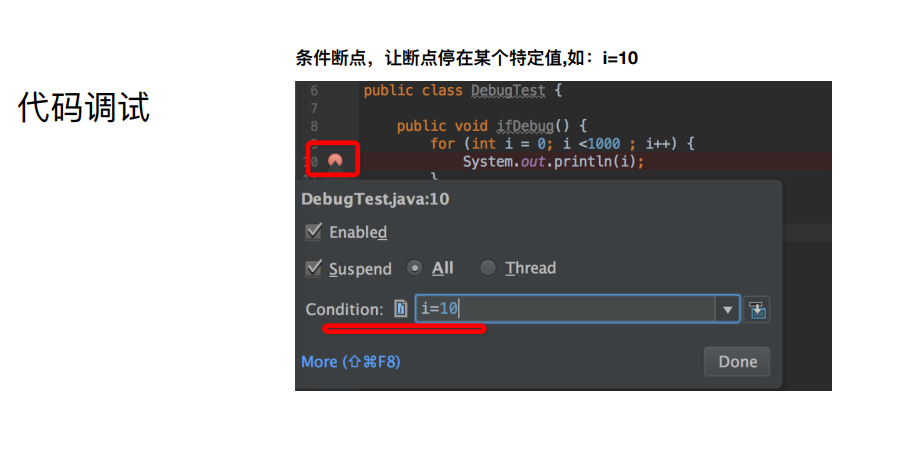 条件断点，让断点停在某个特定值,如：i=10
代码调试
6 public class DebugTest {
7
8 public void ifDebug() {
9 for (int i = 0; i <1000 ; i++) {
10 System.out.println(i);
}
DebugTest.java:10
Enabled
Suspend All Thread
Condition: i=10
More (⇧⌘F8) Done